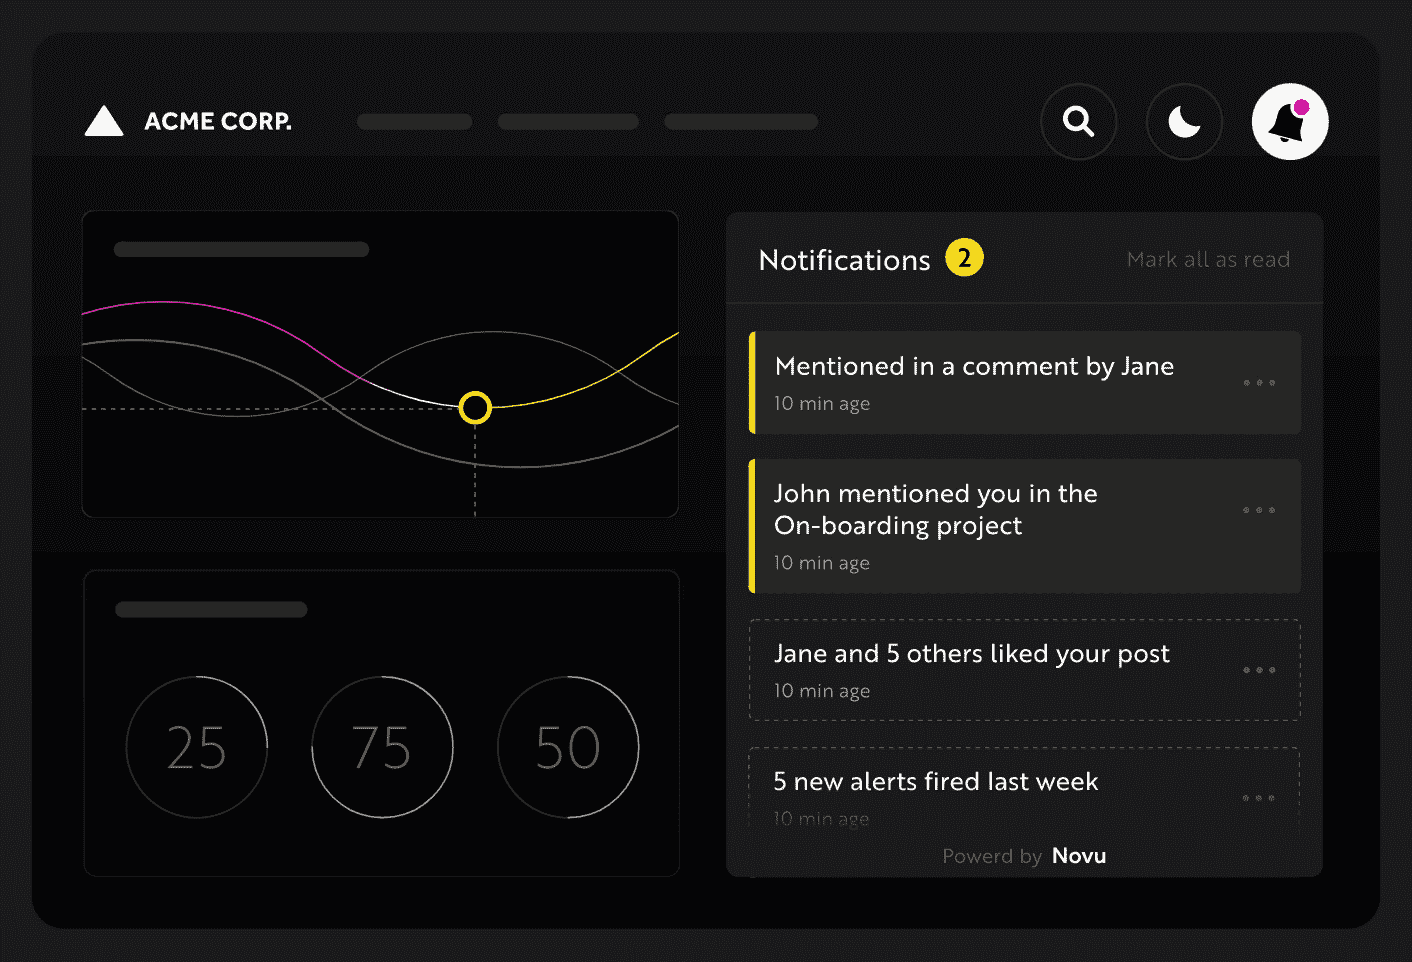 ACME CORP.
Notifications 2
Mark all as read
Mentioned in a comment by Jane
10 min age
John mentioned you in the
On-boarding project
10 min age
Jane and 5 others liked your post
10 min age
5 new alerts fired last week
10 min age
Powerd by Novu
25
75
50